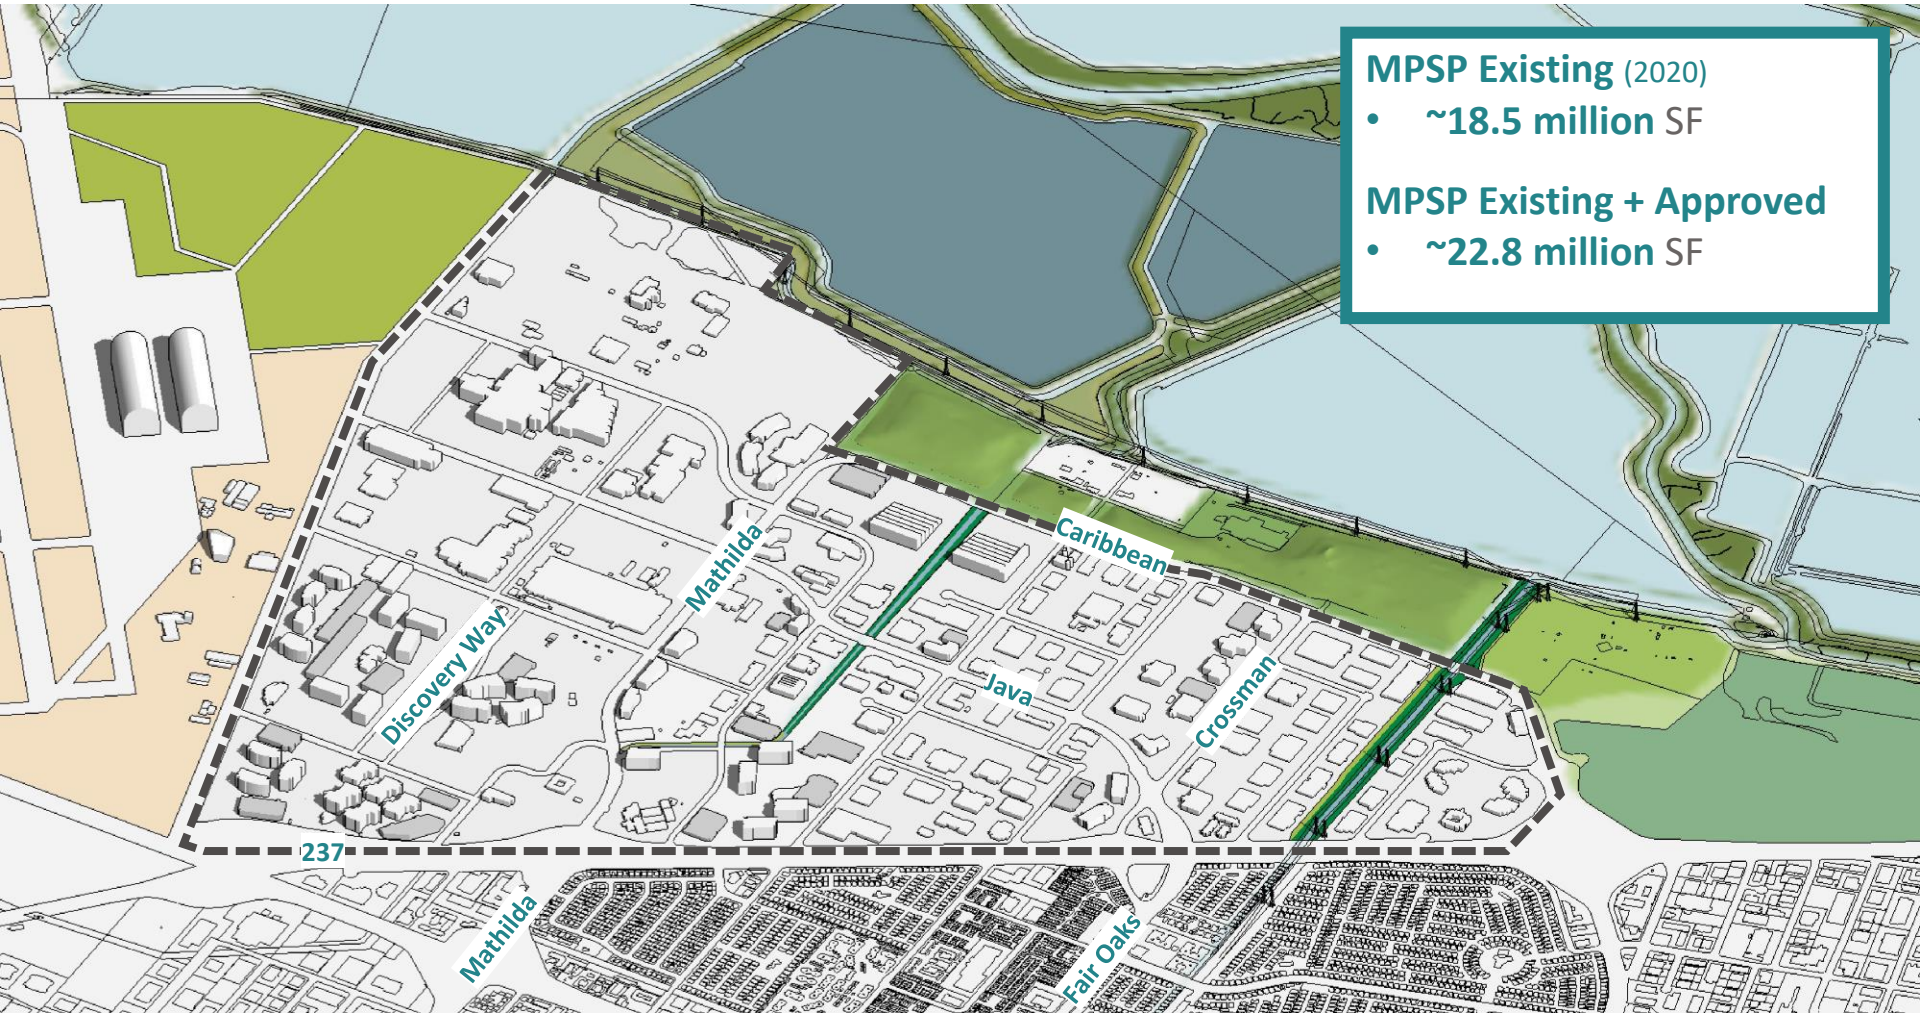 MPSP Existing (2020)
• ~18.5 million SF
MPSP Existing + Approved
• ~22.8 million SF
Caribbean
Mathilda
Discovery Way
Java
Crossman
237
Mathilda
Fair Oaks